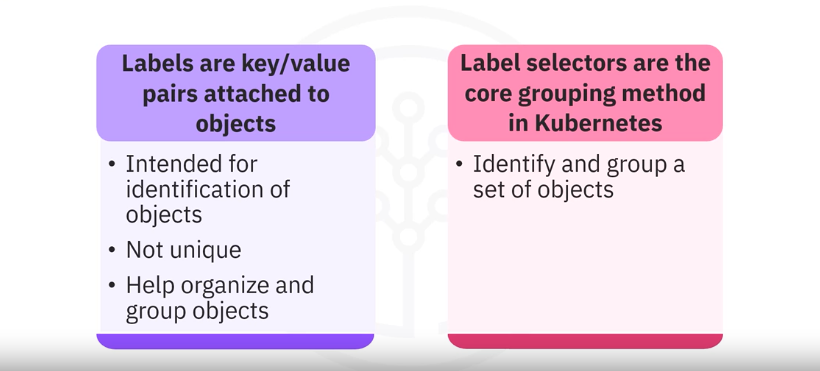 Labels are key/value
pairs attached to
objects
• Intended for
identification of
objects
• Not unique
• Help organize and
group objects
Label selectors are the
core grouping method
in Kubernetes
• Identify and group a
set of objects